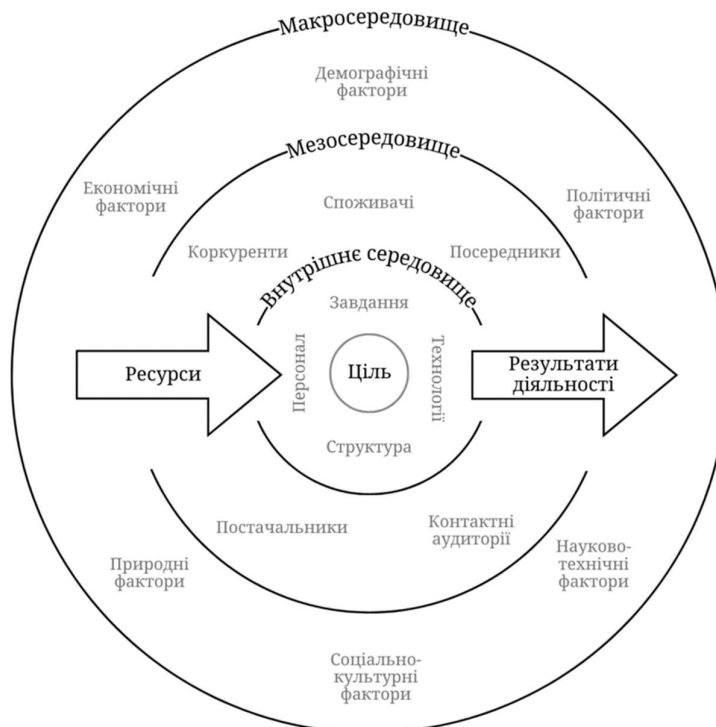 Макросередовище
Демографічні
фактори
Мезосередовище
Економічні
фактори
Споживачі
Політичні
фактори
Коркуренти
Посередники
Внутрішнє середовище
Завдання
Ресурси
Персонал
Ціль
Технології
Результати
діяльності
Структура
Постачальники
Контактні
аудиторії
Природні
фактори
Науково-
технічні
фактори
Соціально-
культурні
фактори